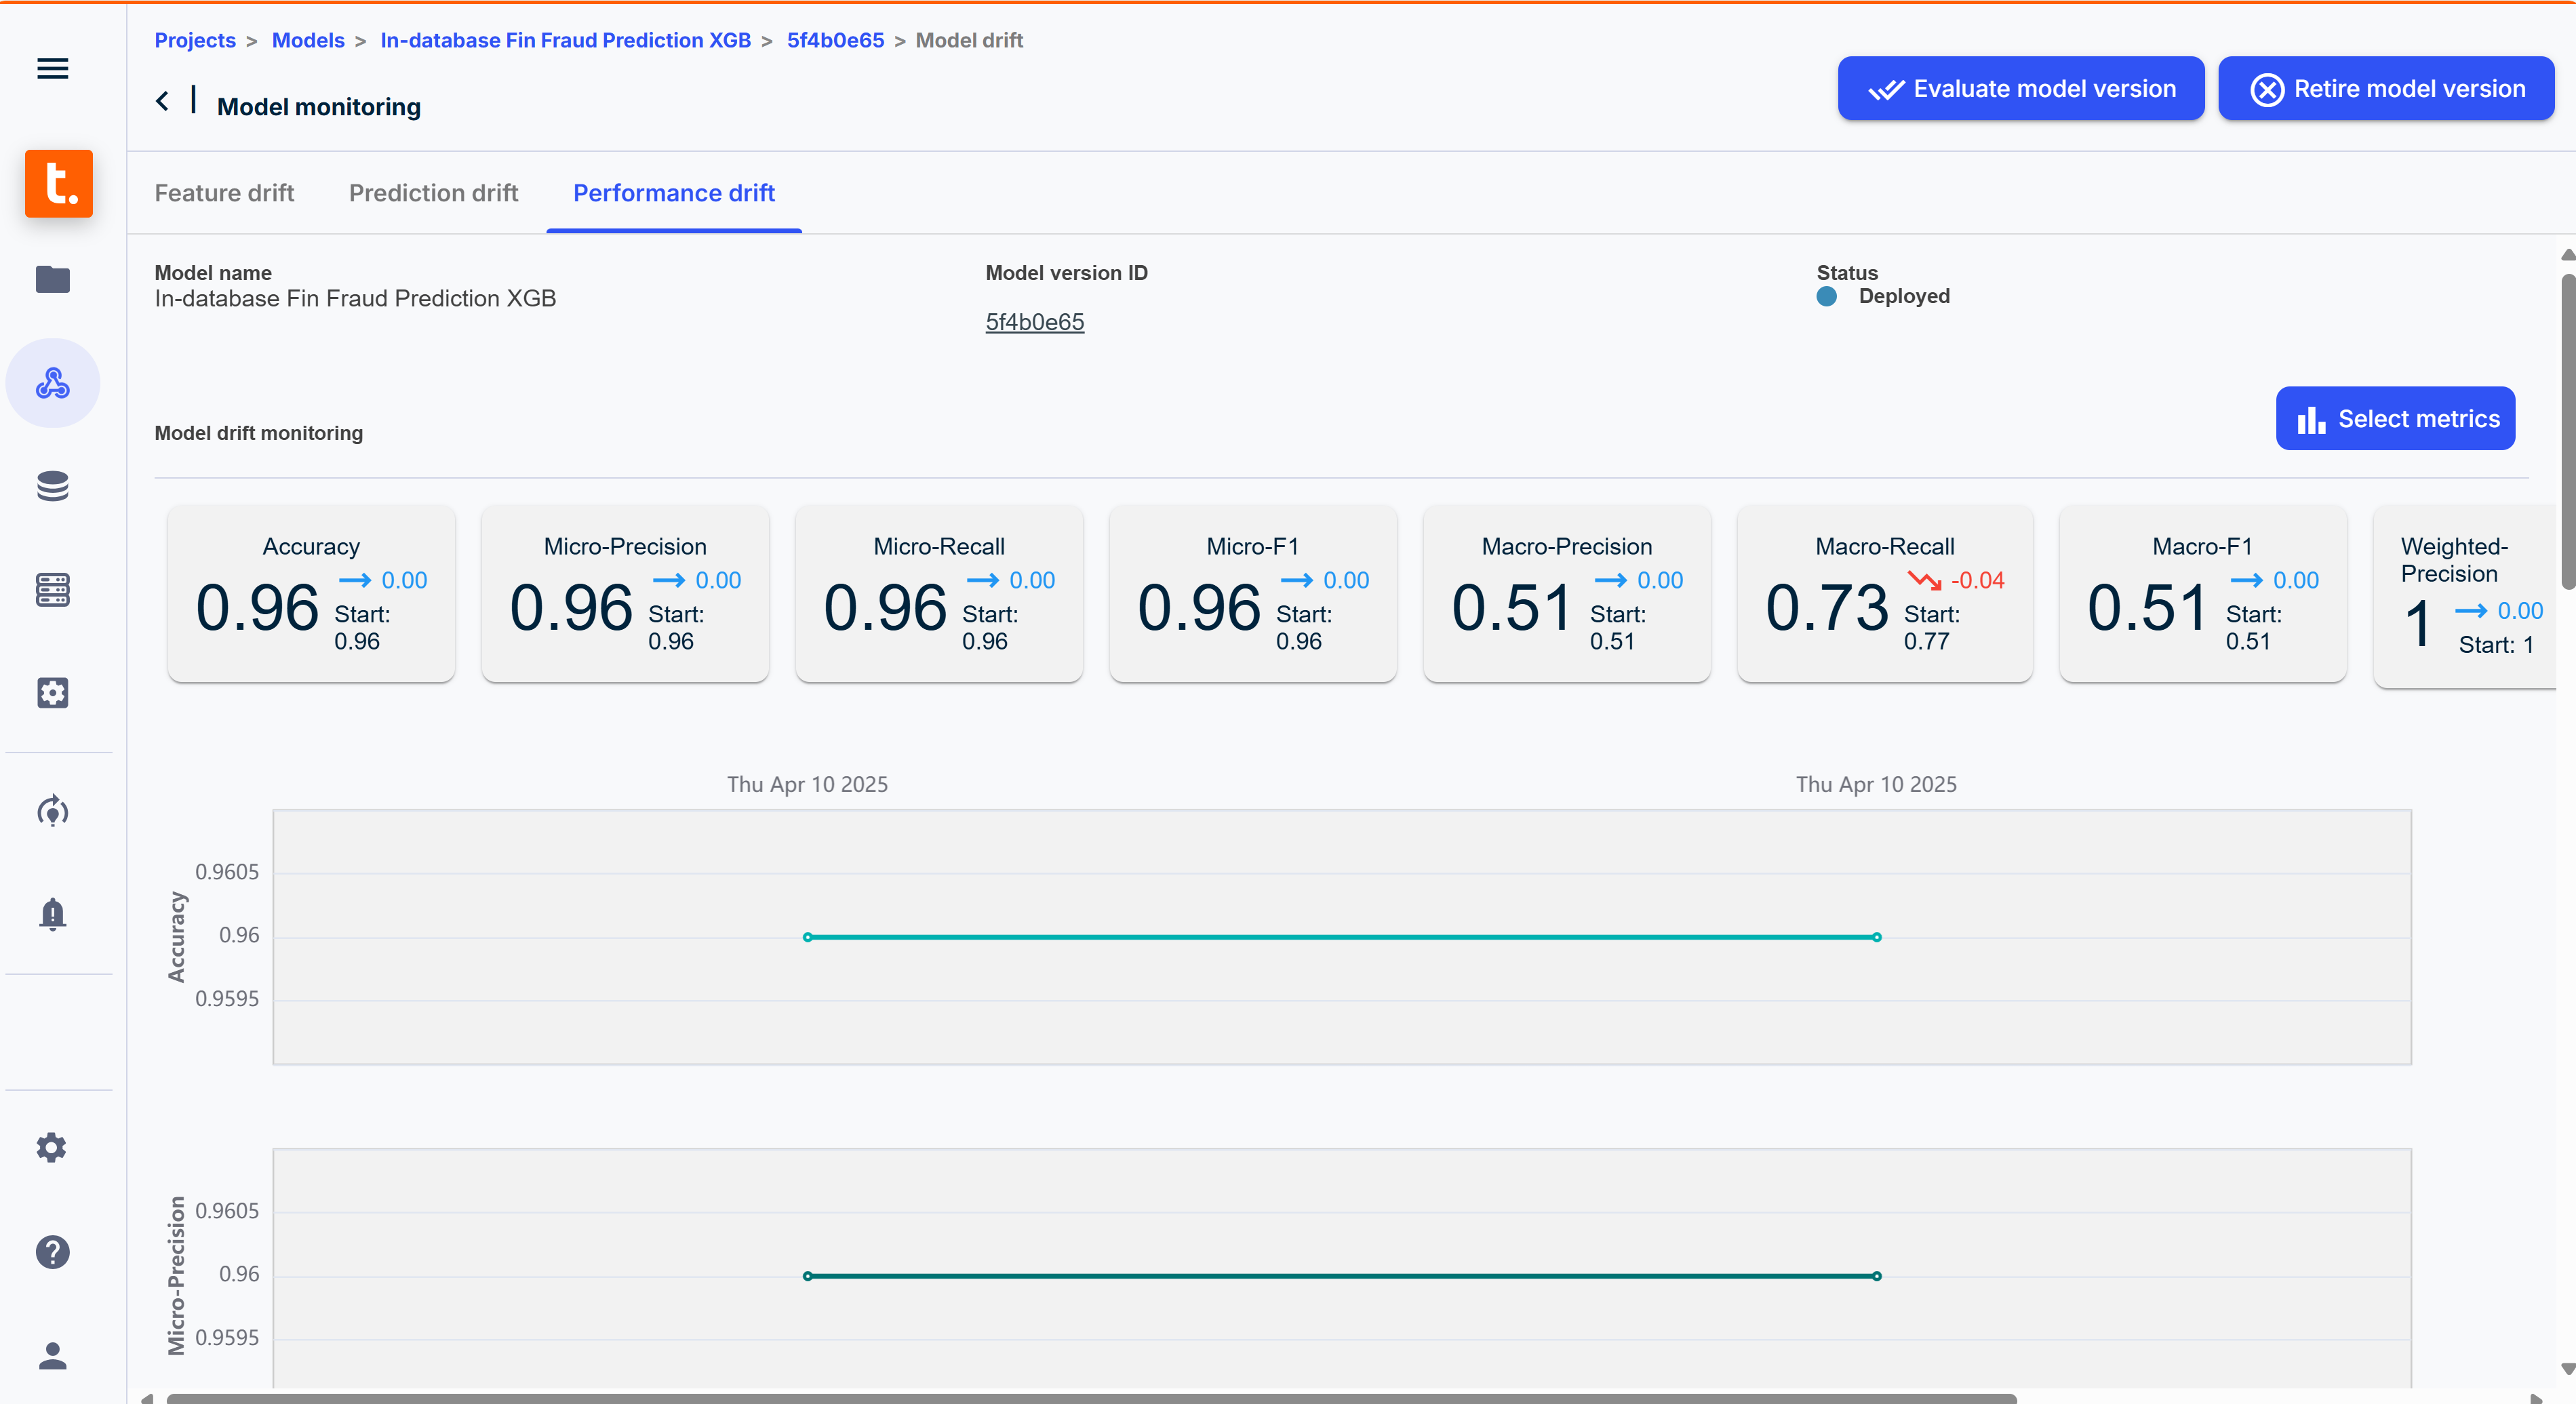 Projects > Models > In-database Fin Fraud Prediction XGB > 5f4b0e65 > Model drift
Model monitoring
Evaluate model version
Retire model version
t.
Feature drift
Prediction drift
Performance drift
Model name
In-database Fin Fraud Prediction XGB
Model version ID
5f4b0e65
Status
Deployed
Model drift monitoring
Select metrics
Accuracy
0.96
0.00
Start:
0.96
Micro-Precision
0.96
0.00
Start:
0.96
Micro-Recall
0.96
0.00
Start:
0.96
Micro-F1
0.96
0.00
Start:
0.96
Macro-Precision
0.51
0.00
Start:
0.51
Macro-Recall
0.73
-0.04
Start:
0.77
Macro-F1
0.51
0.00
Start:
0.51
Weighted-
Precision
1
0.00
Start: 1
Thu Apr 10 2025
Thu Apr 10 2025
Accuracy
0.9605
0.96
0.9595
Micro-Precision
0.9605
0.96
0.9595